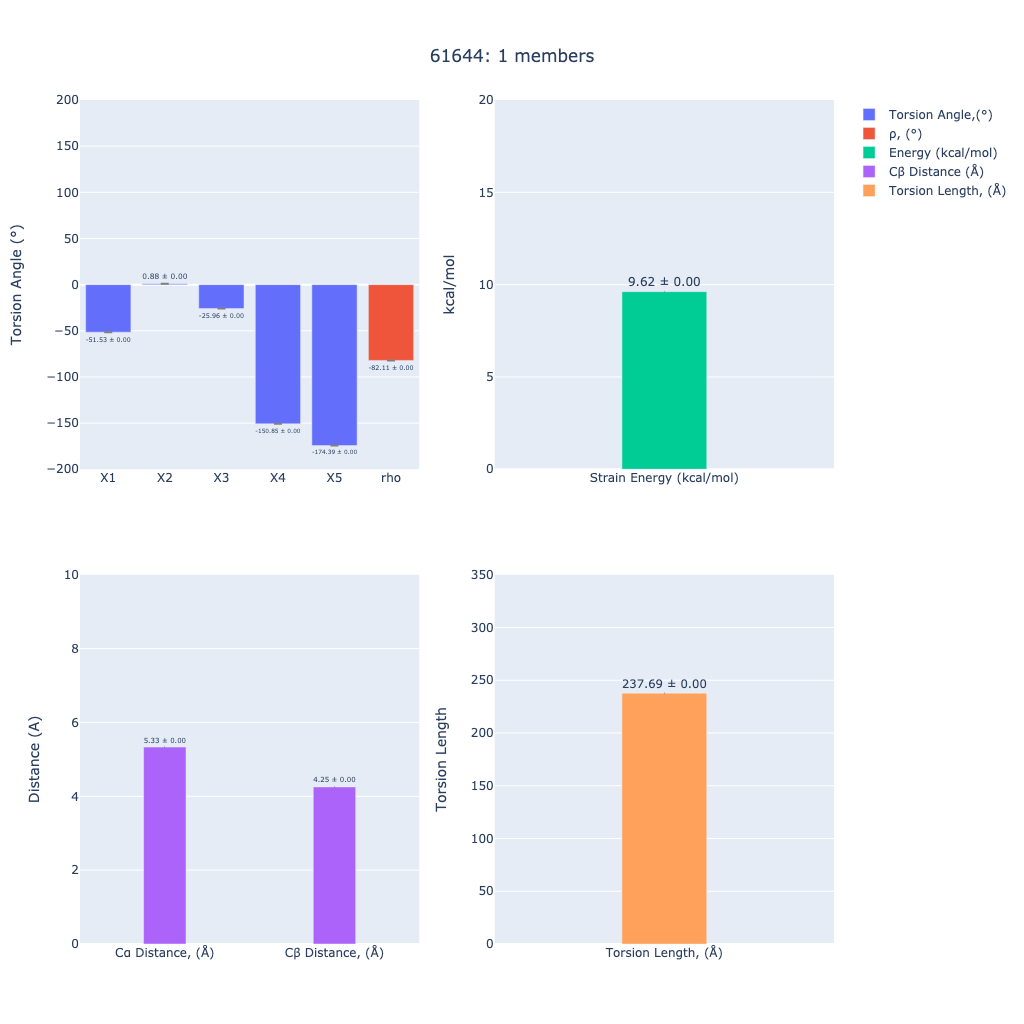 61644: 1 members
Torsion Angle (°)
200
150
100
50
0
−50
−100
−150
−200
-51.53 ± 0.00
0.88 ± 0.00
-25.96 ± 0.00
-150.85 ± 0.00
-174.39 ± 0.00
-82.11 ± 0.00
X1 X2 X3 X4 X5 rho
kcal/mol
20
15
10
5
0
9.62 ± 0.00
Strain Energy (kcal/mol)
Torsion Angle,(°)
ρ, (°)
Energy (kcal/mol)
Cβ Distance (Å)
Torsion Length, (Å)
Distance (A)
10
8
6
4
2
0
5.33 ± 0.00
4.25 ± 0.00
Cα Distance, (Å) Cβ Distance, (Å)
Torsion Length
350
300
250
200
150
100
50
0
237.69 ± 0.00
Torsion Length, (Å)